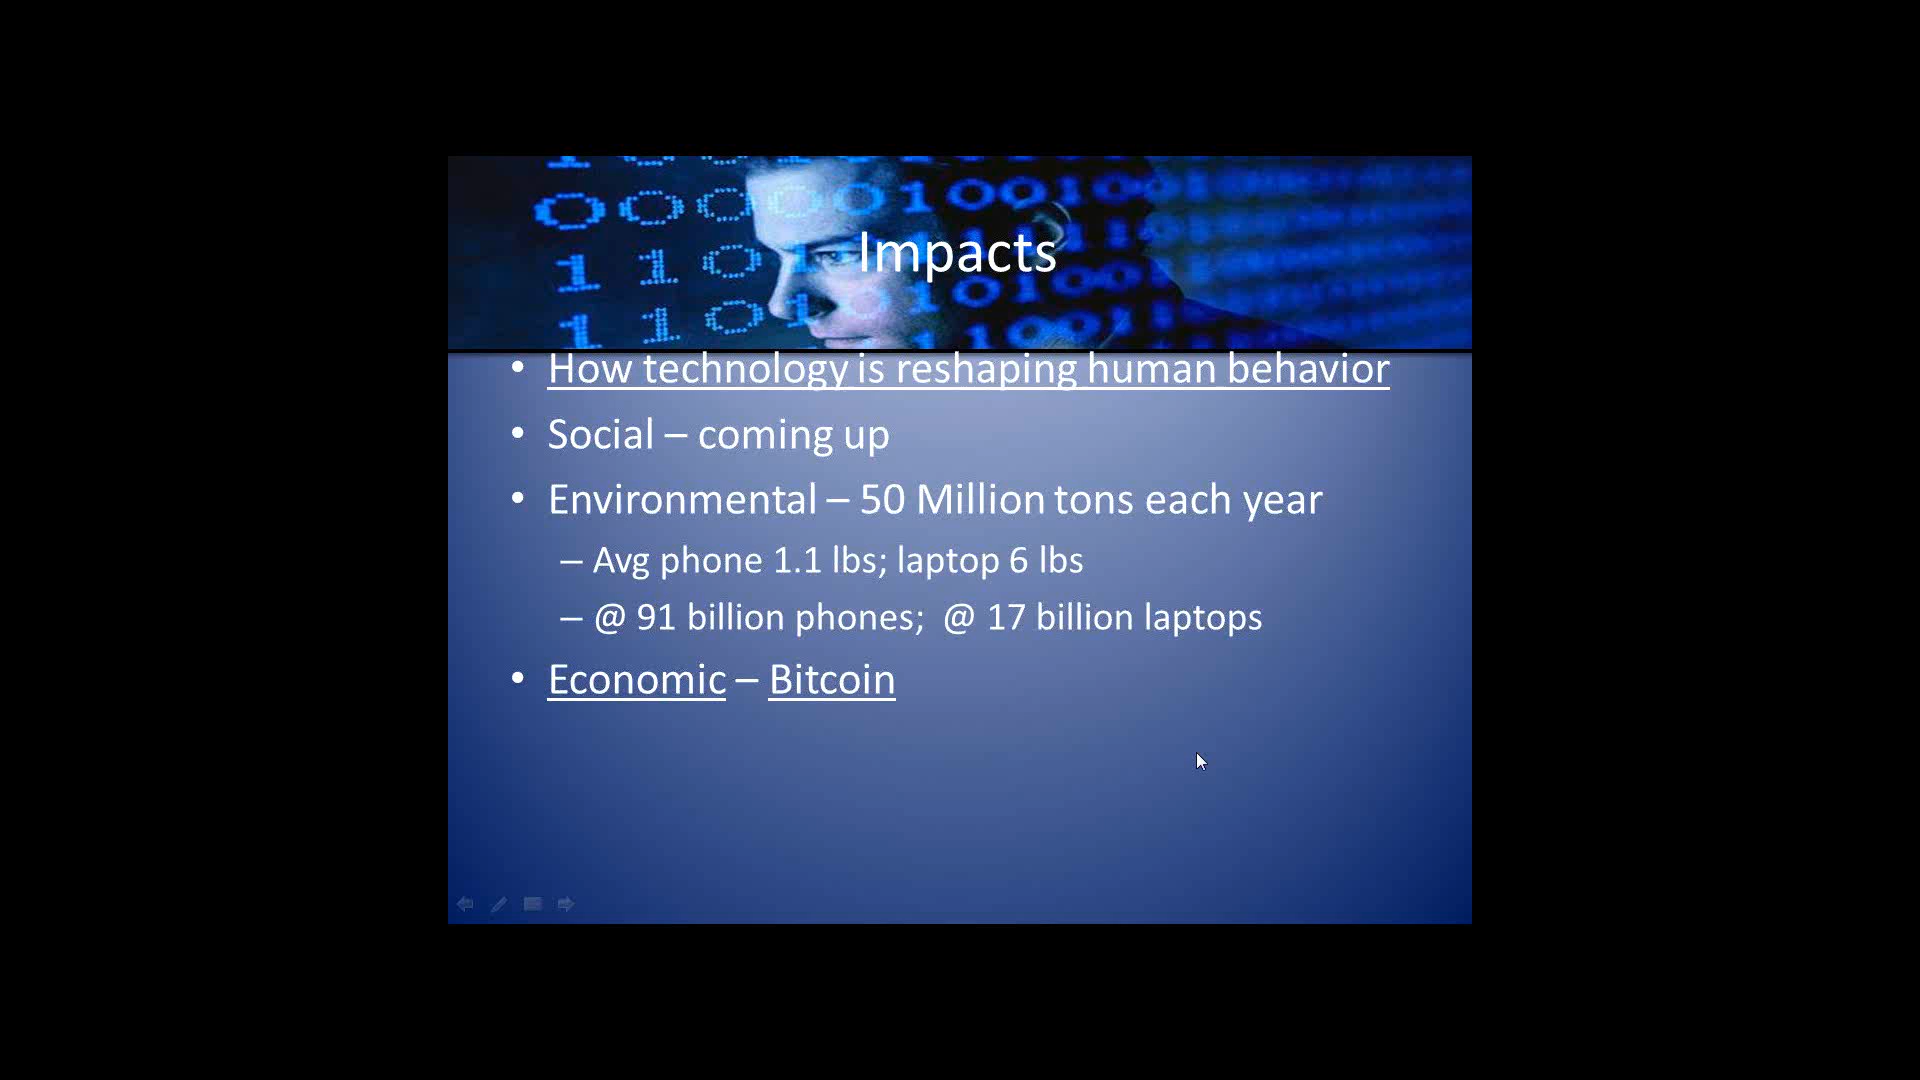 Impacts
• How technology is reshaping human behavior
• Social – coming up
• Environmental – 50 Million tons each year
– Avg phone 1.1 lbs; laptop 6 lbs
– @ 91 billion phones;  @ 17 billion laptops
• Economic – Bitcoin